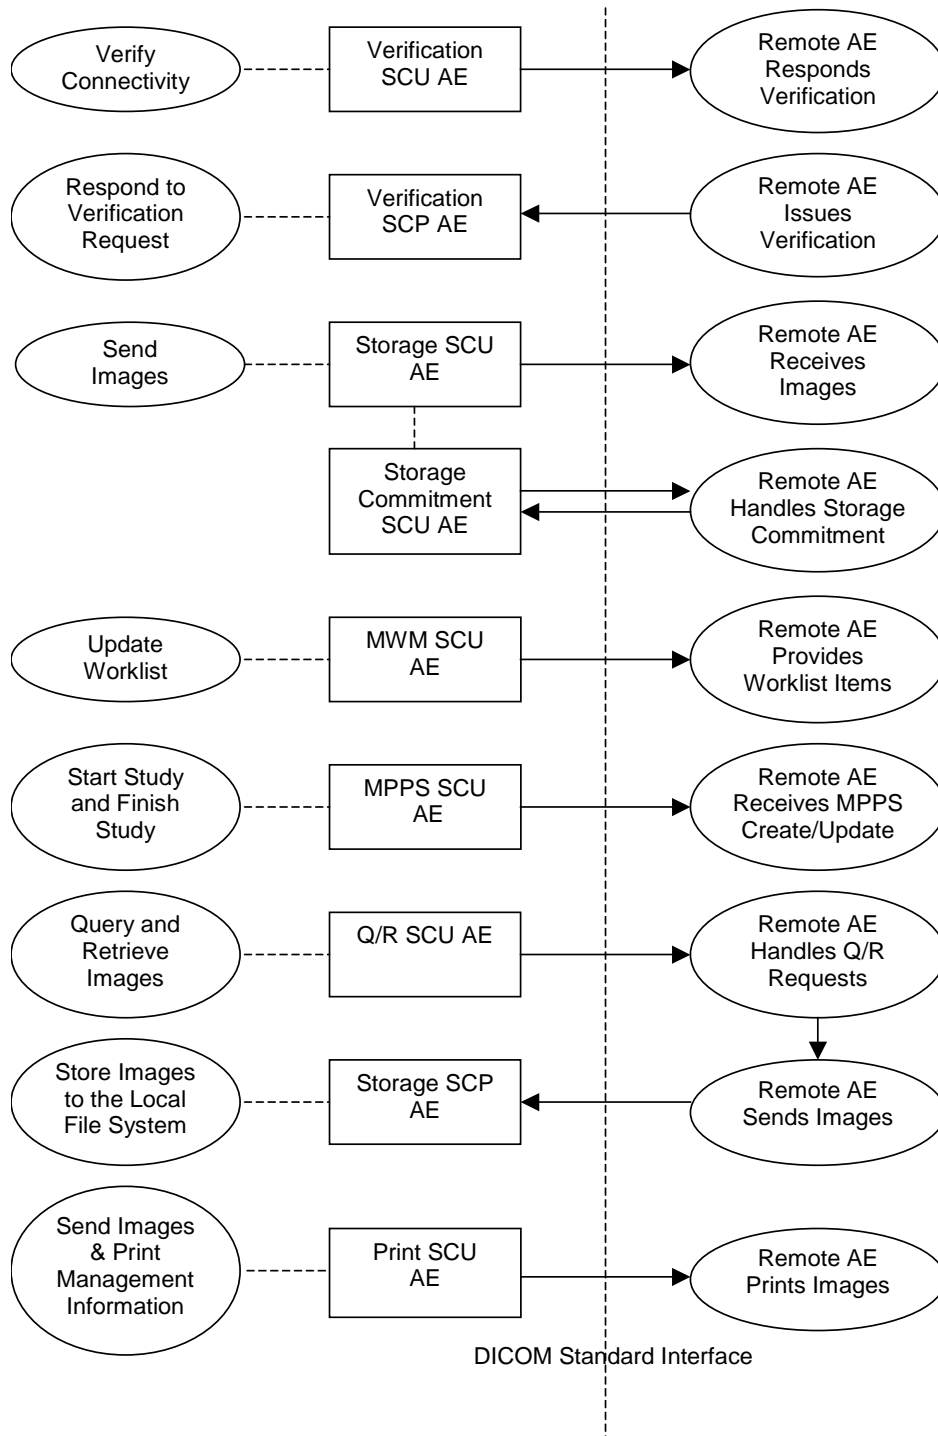 Verify
Connectivity
Verification
SCU AE
Remote AE
Responds
Verification
Respond to
Verification
Request
Verification
SCP AE
Remote AE
Issues
Verification
Send
Images
Storage SCU
AE
Remote AE
Receives
Images
Storage
Commitment
SCU AE
Remote AE
Handles Storage
Commitment
Update
Worklist
MWM SCU
AE
Remote AE
Provides
Worklist Items
Start Study
and Finish
Study
MPPS SCU
AE
Remote AE
Receives MPPS
Create/Update
Query and
Retrieve
Images
Q/R SCU AE
Remote AE
Handles Q/R
Requests
Store Images
to the Local
File System
Storage SCP
AE
Remote AE
Sends Images
Send Images
& Print
Management
Information
Print SCU
AE
Remote AE
Prints Images
DICOM Standard Interface